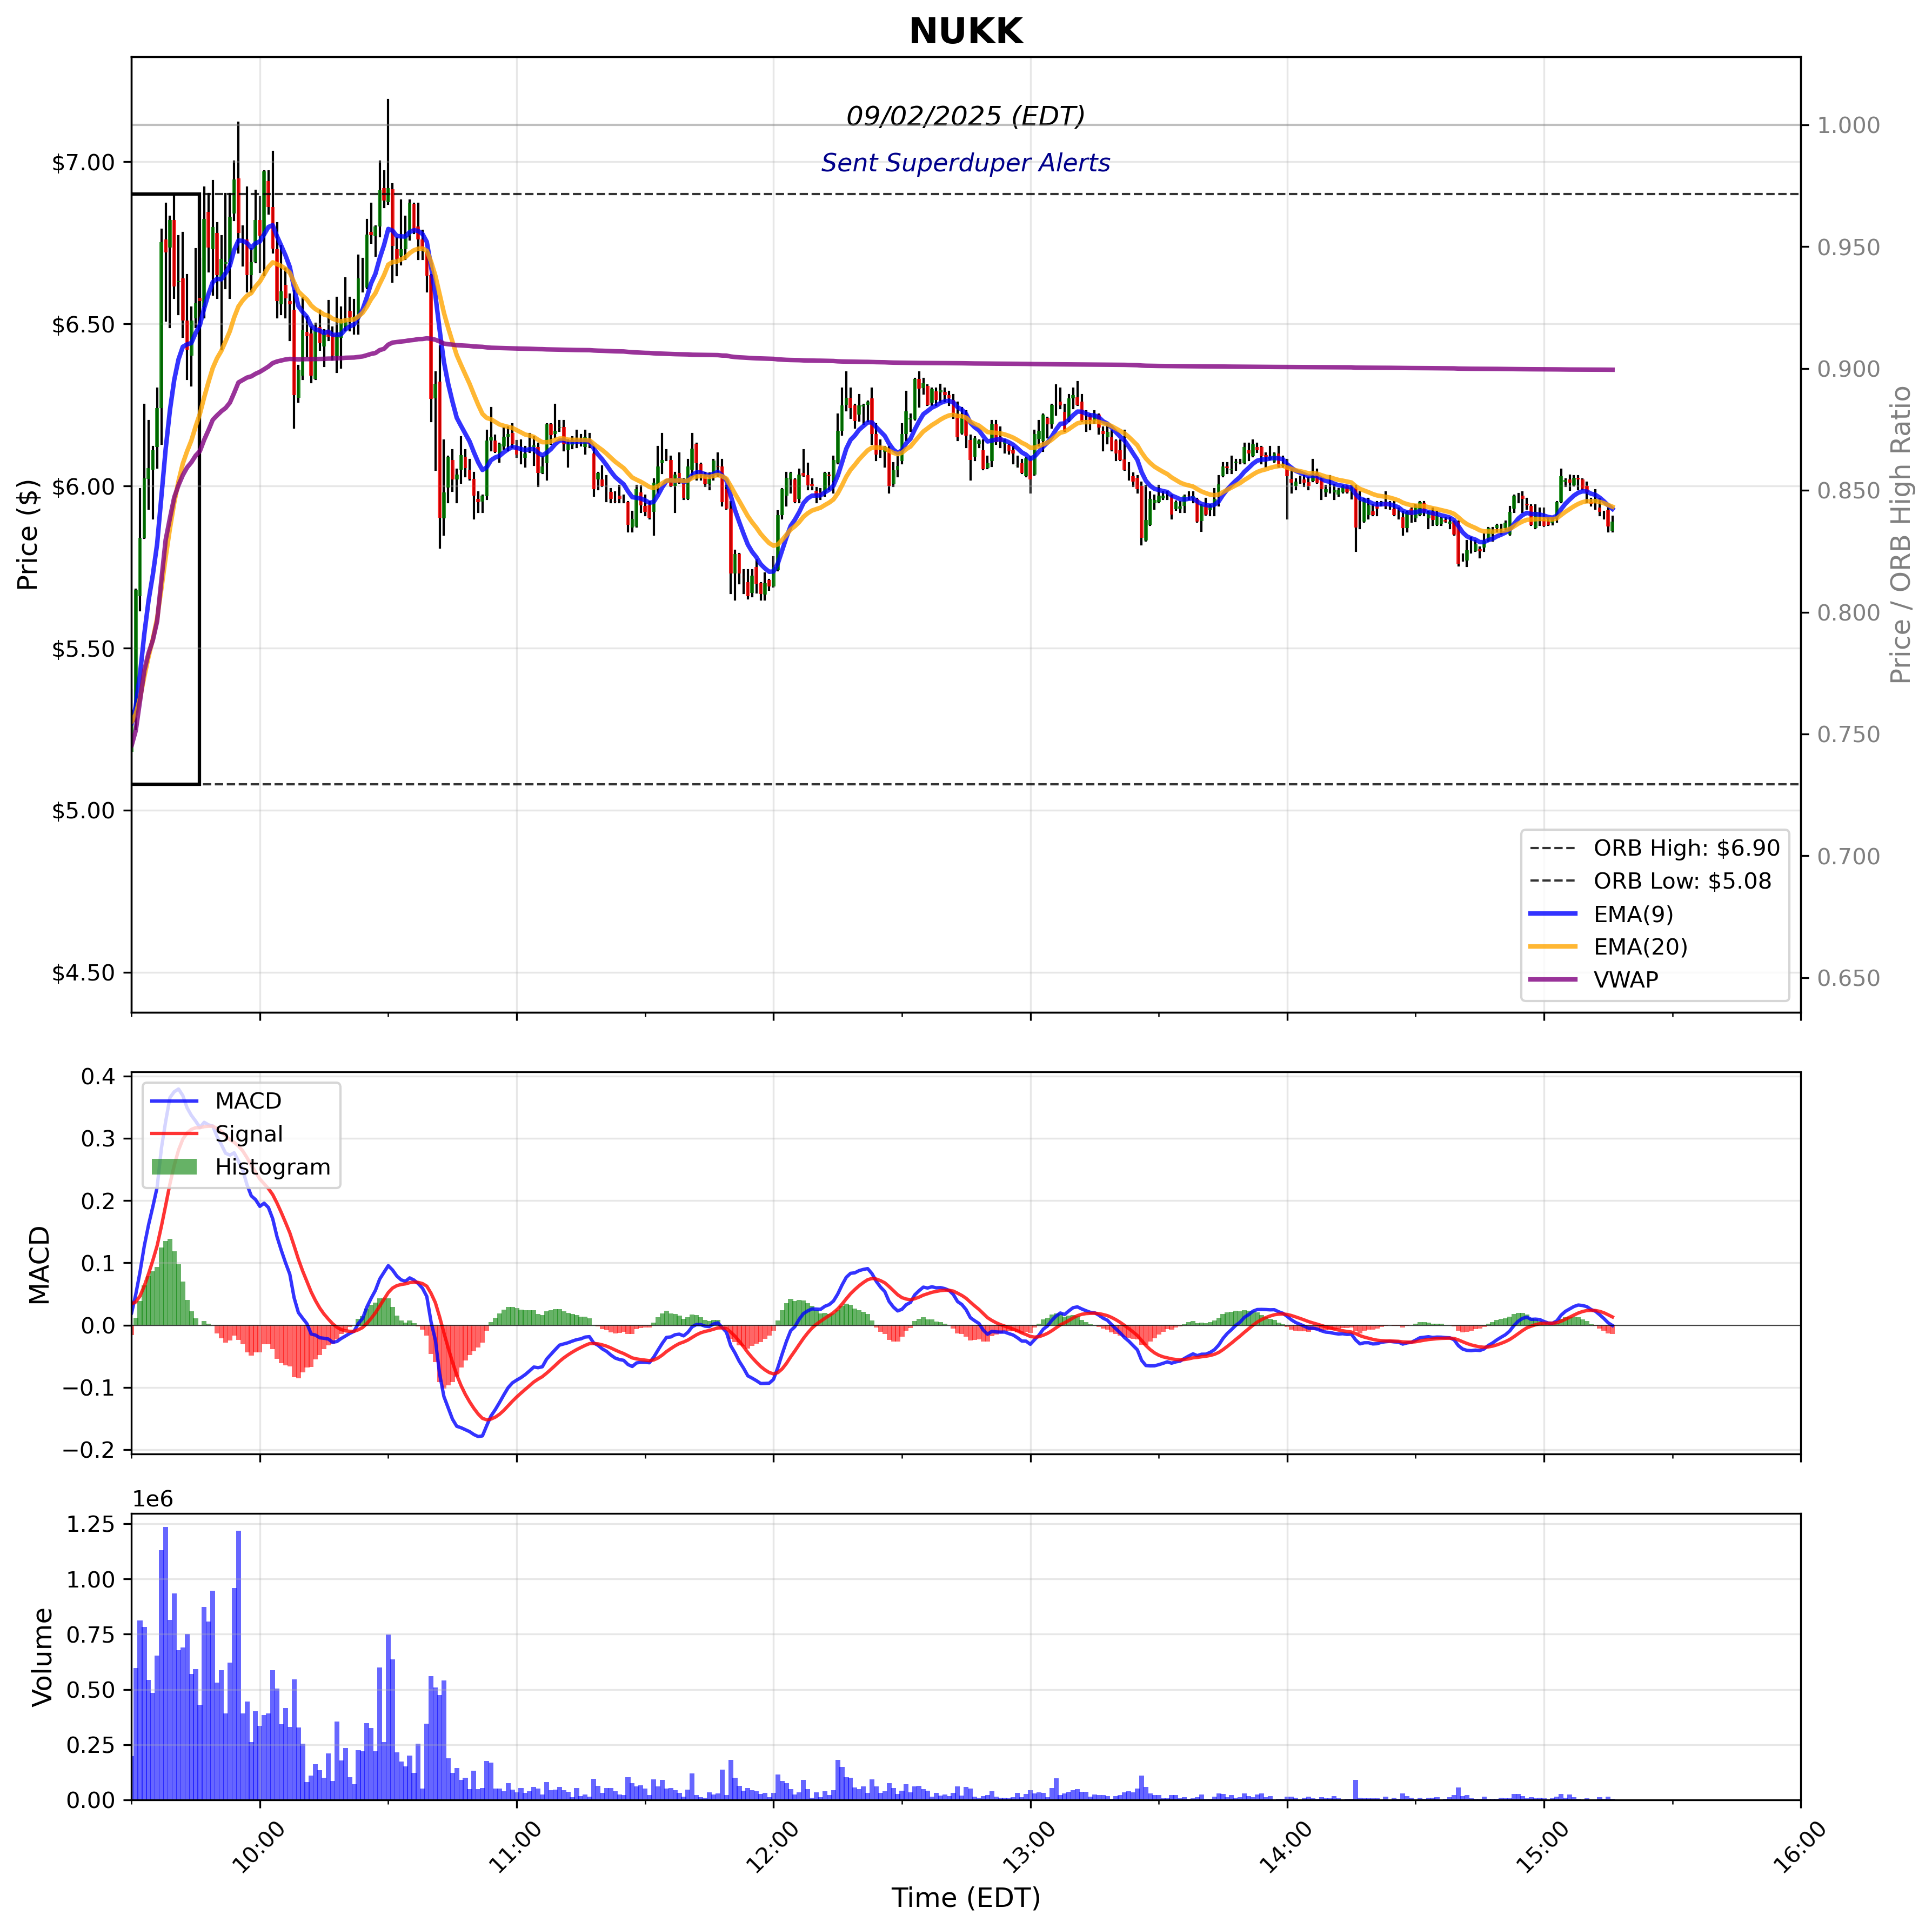 NUKK
09/02/2025 (EDT)
Sent Superduper Alerts
Price ($)
$7.00
$6.50
$6.00
$5.50
$5.00
$4.50
1.000
0.950
0.900
0.850
0.800
0.750
0.700
0.650
Price / ORB High Ratio
ORB High: $6.90
ORB Low: $5.08
EMA(9)
EMA(20)
VWAP
MACD
0.4
0.3
0.2
0.1
0.0
−0.1
−0.2
MACD
Signal
Histogram
1e6
Volume
1.25
1.00
0.75
0.50
0.25
0.00
10:00
11:00
12:00
13:00
14:00
15:00
16:00
Time (EDT)